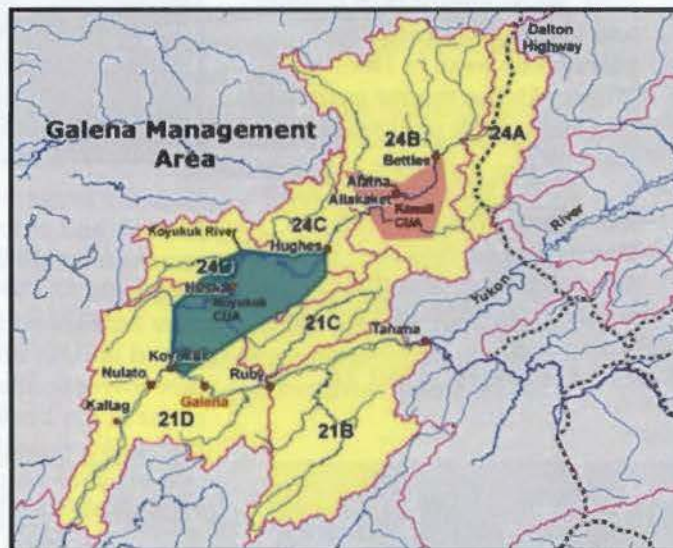 Dalton
Highway
Galena Management
Area
24B
24A
Bettles
Alatna
Allakaket
Kanuti
CUA
24C
Koyukuk River
Hughes
River
24D
Koyukuk
CUA
Yukon
21C
Tanana
Koyukuk
Nulato
Ruby
Galena
Kaltag
21D
21B